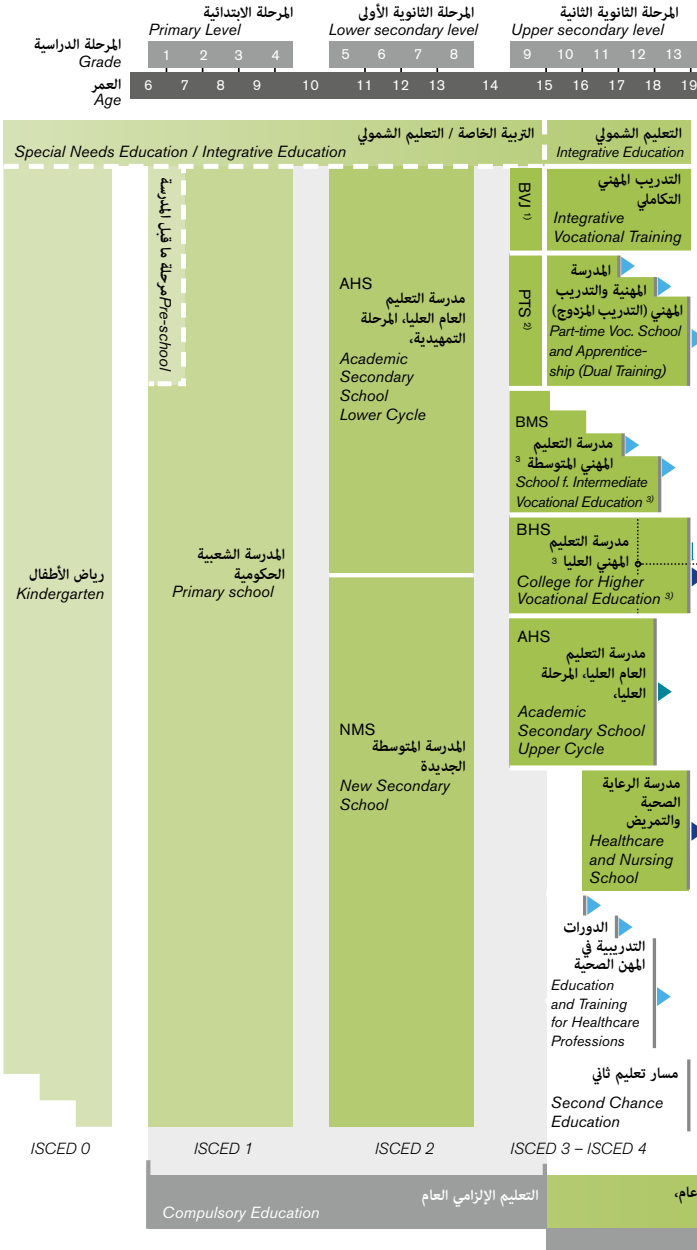 المرحلة الابتدائية
Primary Level
المرحلة الثانوية الأولى
Lower secondary level
المرحلة الثانوية الثانية
Upper secondary level
المرحلة الدراسية
Grade
1 2 3 4 5 6 7 8 9 10 11 12 13
العمر
Age
6 7 8 9 10 11 12 13 14 15 16 17 18 19
التربية الخاصة / التعليم الشمولي
Special Needs Education / Integrative Education
التعليم الشمولي
Integrative Education
رياض الأطفال
Kindergarten
مرحلة ما قبل المدرسة
Pre-school
المدرسة الشعبية
الحكومية
Primary school
AHS
مدرسة التعليم
العام العليا، المرحلة
التمهيدية،
Academic
Secondary
School
Lower Cycle
NMS
المدرسة المتوسطة
الجديدة
New Secondary
School
BVJ 1)
التدريب المهني
التكاملي
Integrative
Vocational Training
PTS 2)
المدرسة
المهنية والتدريب
المهني (التدريب المزدوج)
Part-time Voc. School
and Apprentice-
ship (Dual Training)
BMS
مدرسة التعليم
المهني المتوسطة 3
School f. Intermediate
Vocational Education 3)
BHS
مدرسة التعليم
المهني العليا 3
College for Higher
Vocational Education 3)
AHS
مدرسة التعليم
العام العليا، المرحلة
العليا،
Academic
Secondary School
Upper Cycle
مدرسة الرعاية
الصحية
والتمريض
Healthcare
and Nursing
School
الدورات
التدريبية في
المهن الصحية
Education
and Training
for Healthcare
Professions
مسار تعليم ثاني
Second Chance
Education
ISCED 0
ISCED 1
ISCED 2
ISCED 3 – ISCED 4
التعليم الإلزامي العام
Compulsory Education
عام،